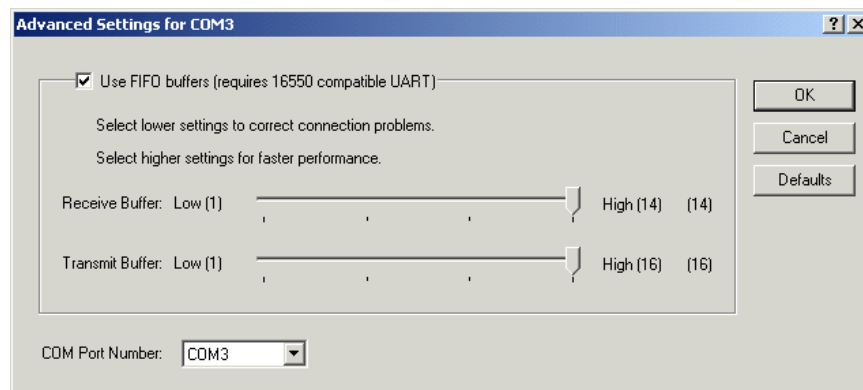 Advanced Settings for COM3
Use FIFO buffers (requires 16550 compatible UART)
OK
Select lower settings to correct connection problems.
Cancel
Select higher settings for faster performance.
Defaults
Receive Buffer: Low (1) High (14) (14)
Transmit Buffer: Low (1) High (16) (16)
COM Port Number: COM3